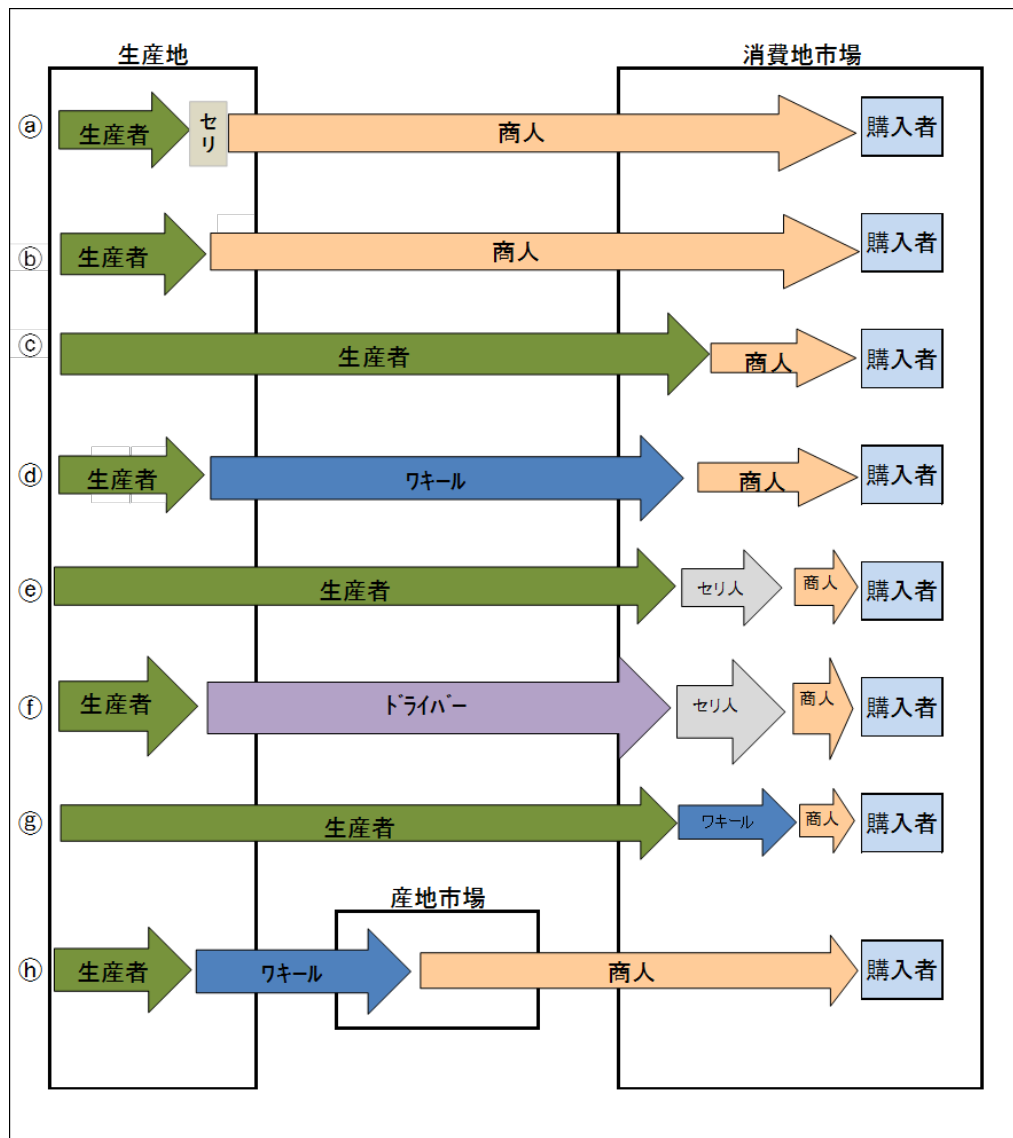 生産地
消費地市場
ⓐ 生産者 セリ 商人 購入者
ⓑ 生産者 商人 購入者
ⓒ 生産者 商人 購入者
ⓓ 生産者 ワキール 商人 購入者
ⓔ 生産者 セリ人 商人 購入者
ⓕ 生産者 ドライバー セリ人 商人 購入者
ⓖ 生産者 ワキール 商人 購入者
産地市場
ⓗ 生産者 ワキール 商人 購入者